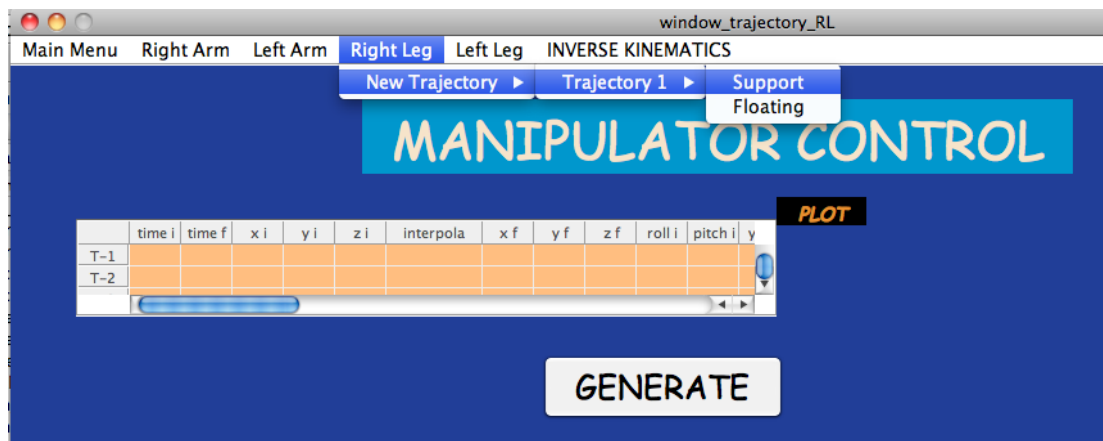 window_trajectory_RL
Main Menu Right Arm Left Arm Right Leg Left Leg INVERSE KINEMATICS
New Trajectory Trajectory 1 Support
Floating
MANIPULATOR CONTROL
PLOT
time i time f x i y i z i interpola x f y f z f roll i pitch i y
T-1
T-2
GENERATE